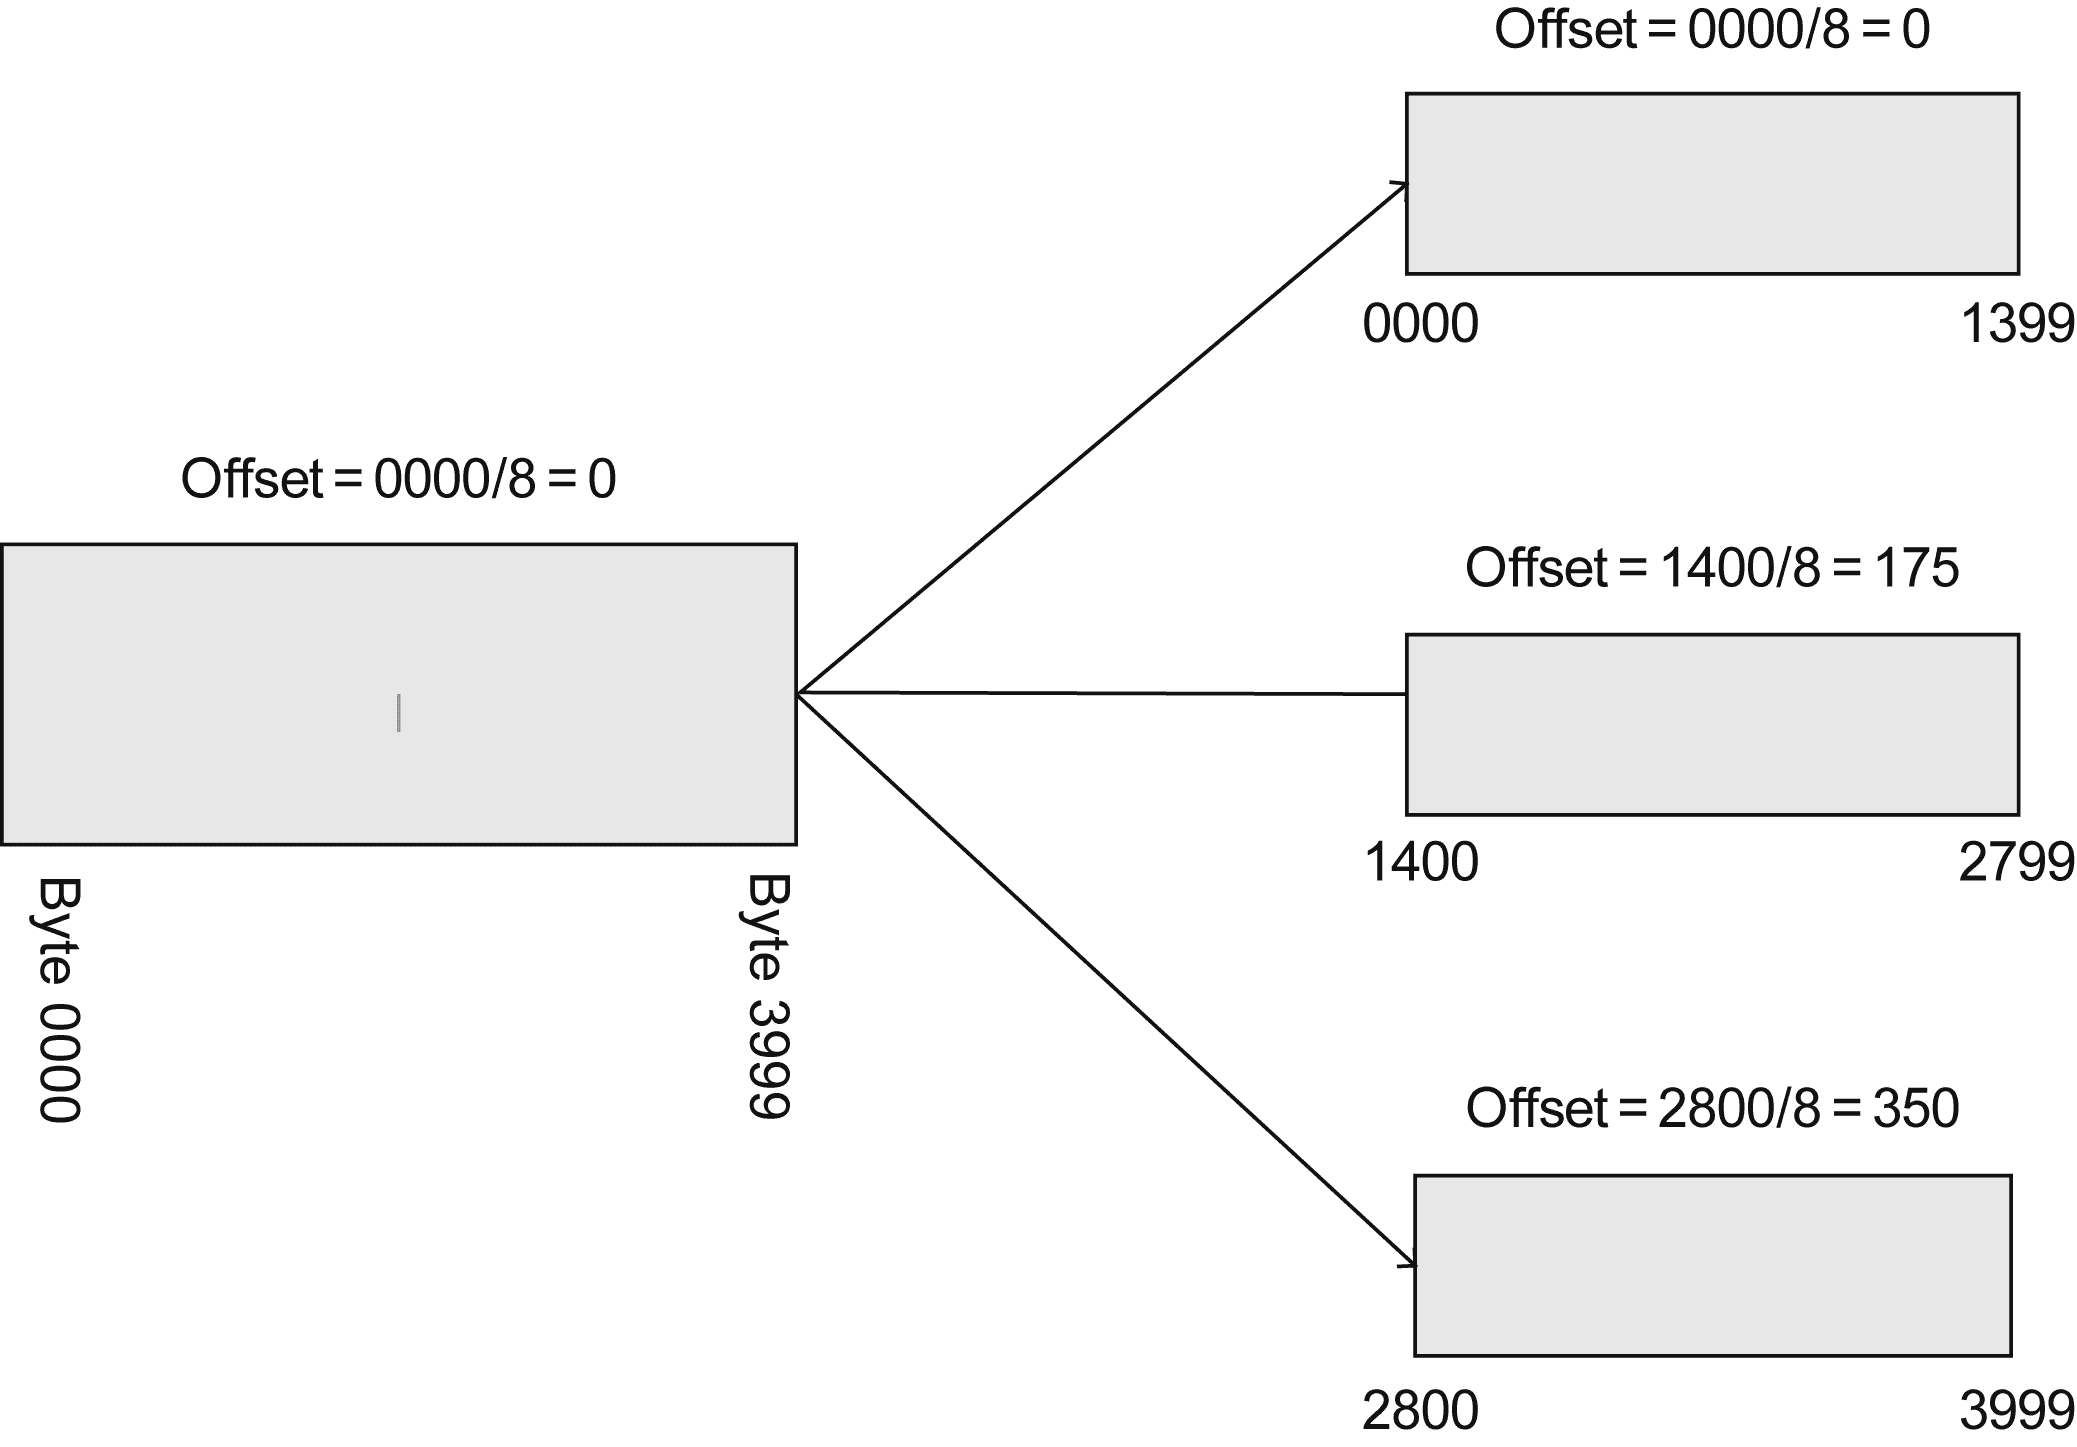 Offset = 0000/8 = 0
Byte 0000
Byte 3999
Offset = 0000/8 = 0
0000
1399
Offset = 1400/8 = 175
1400
2799
Offset = 2800/8 = 350
2800
3999